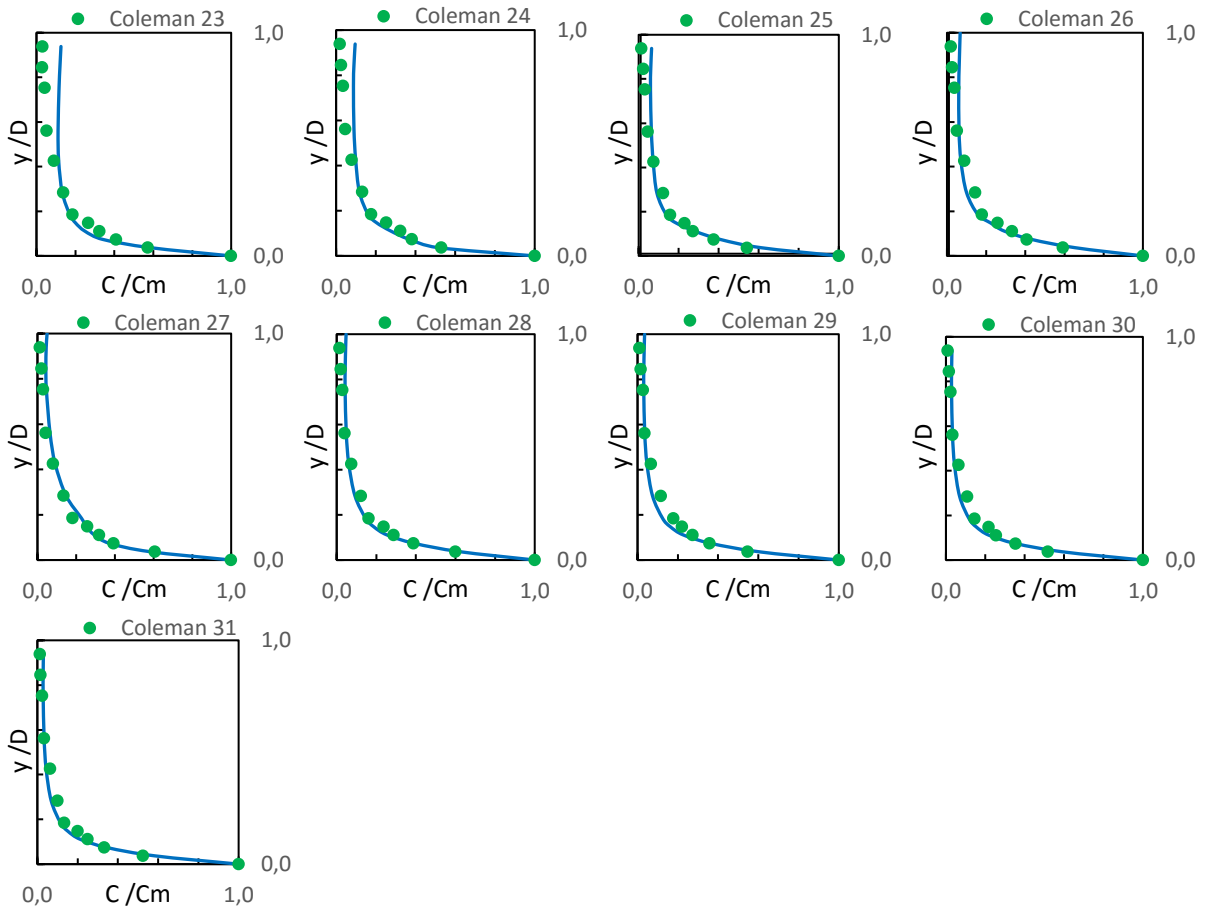 Coleman 23
1,0
y /D
0,0
0,0
C /Cm
1,0
Coleman 24
1,0
y /D
0,0
0,0
C /Cm
1,0
Coleman 25
1,0
y /D
0,0
0,0
C /Cm
1,0
Coleman 26
1,0
y /D
0,0
0,0
C /Cm
1,0
Coleman 27
1,0
y /D
0,0
0,0
C /Cm
1,0
Coleman 28
1,0
y /D
0,0
0,0
C /Cm
1,0
Coleman 29
1,0
y /D
0,0
0,0
C /Cm
1,0
Coleman 30
1,0
y /D
0,0
0,0
C /Cm
1,0
Coleman 31
1,0
y /D
0,0
0,0
C /Cm
1,0